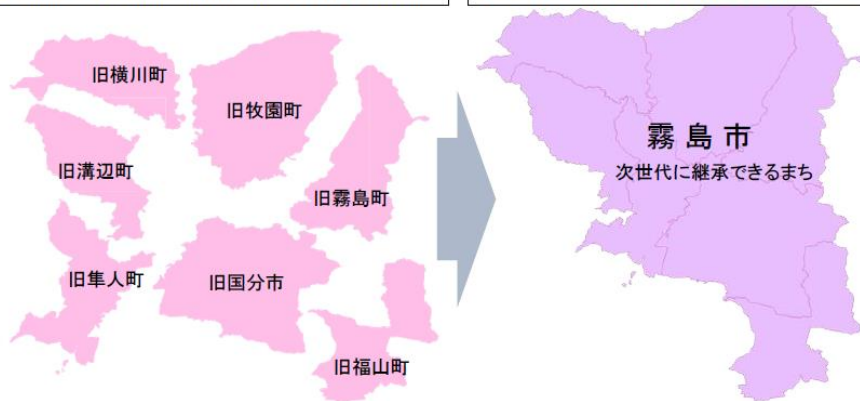 旧横川町
旧牧園町
旧溝辺町
旧霧島町
旧隼人町
旧国分市
旧福山町
霧島市
次世代に継承できるまち